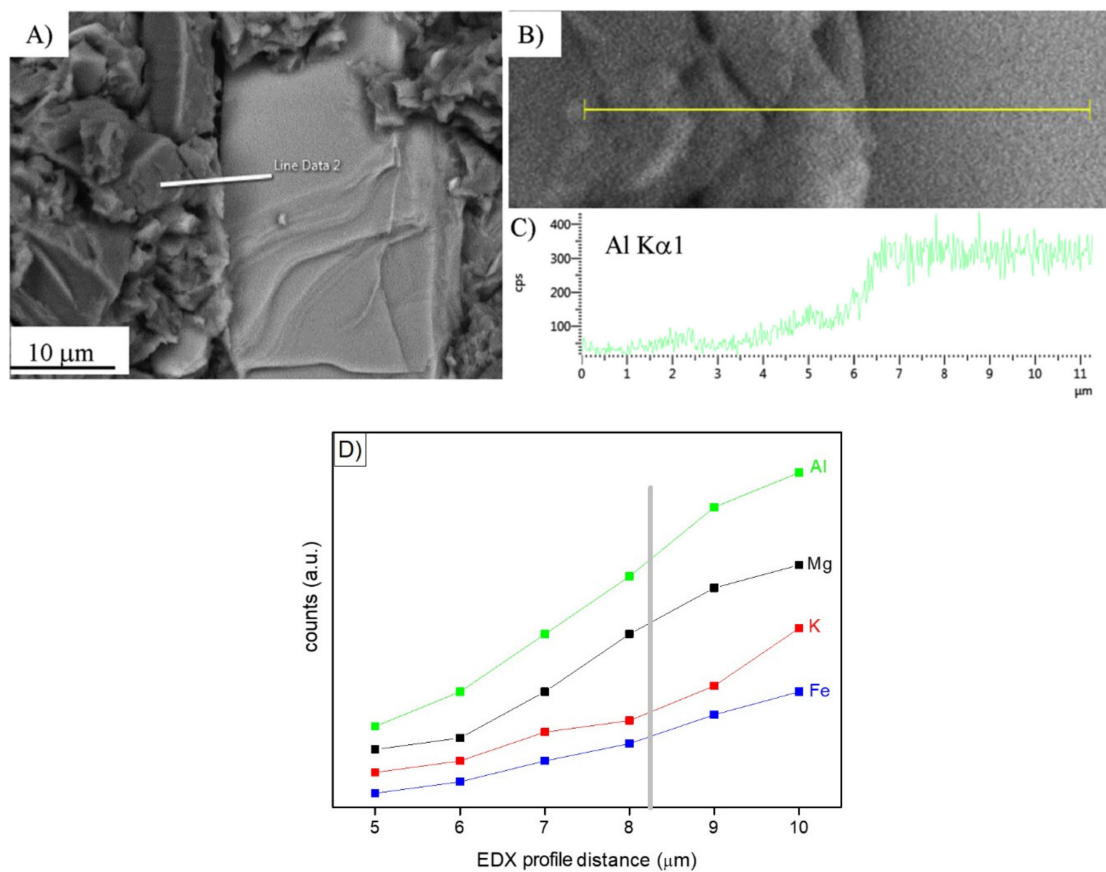 A)
Line Data 2
10 μm
B)
C)
Al Kα1
cps
400
300
200
100
0 1 2 3 4 5 6 7 8 9 10 11
μm
D)
Al
Mg
K
Fe
counts (a.u.)
5 6 7 8 9 10
EDX profile distance (μm)